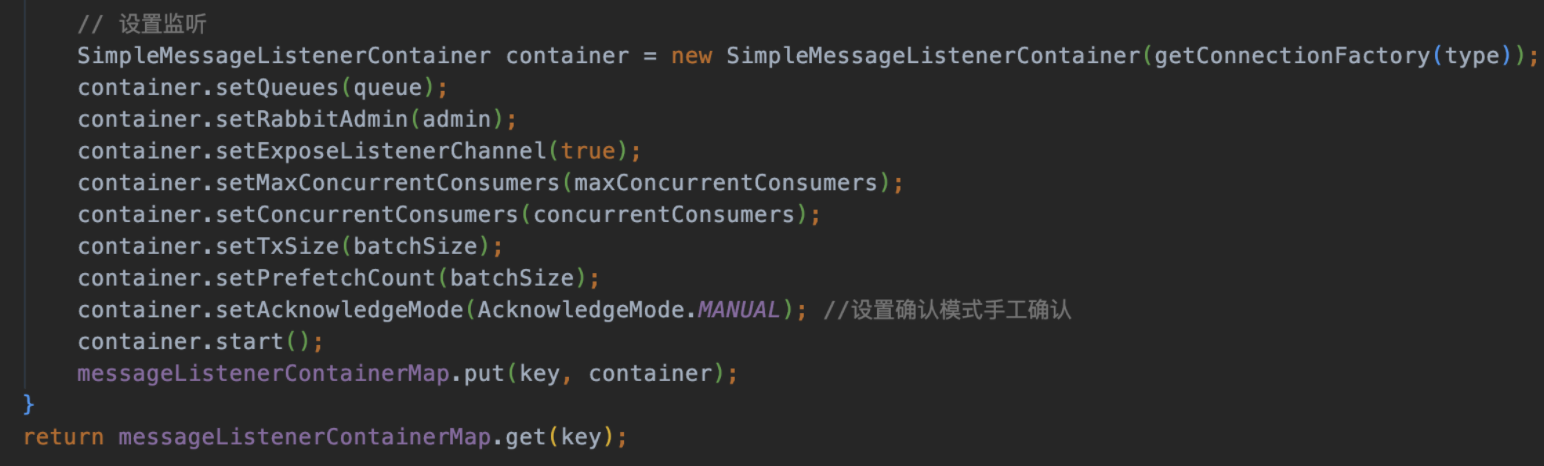 // 设置监听
SimpleMessageListenerContainer container = new SimpleMessageListenerContainer(getConnectionFactory(type));
container.setQueues(queue);
container.setRabbitAdmin(admin);
container.setExposeListenerChannel(true);
container.setMaxConcurrentConsumers(maxConcurrentConsumers);
container.setConcurrentConsumers(concurrentConsumers);
container.setTxSize(batchSize);
container.setPrefetchCount(batchSize);
container.setAcknowledgeMode(AcknowledgeMode.MANUAL); //设置确认模式手工确认
container.start();
messageListenerContainerMap.put(key, container);
}
return messageListenerContainerMap.get(key);